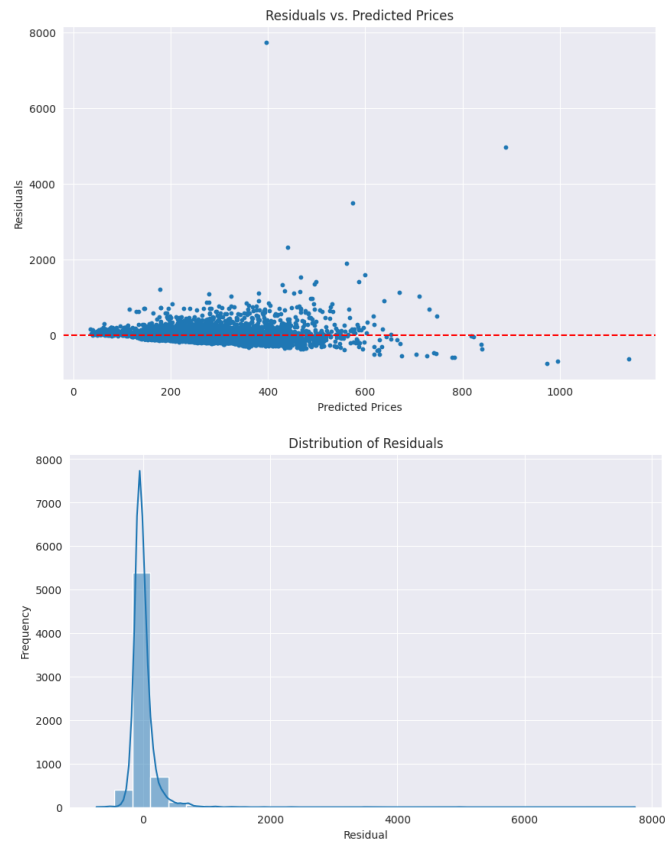 Residuals vs. Predicted Prices
8000
6000
4000
2000
0
Residuals
0 200 400 600 800 1000
Predicted Prices
Distribution of Residuals
8000
7000
6000
5000
4000
3000
2000
1000
0
Frequency
0 2000 4000 6000 8000
Residual